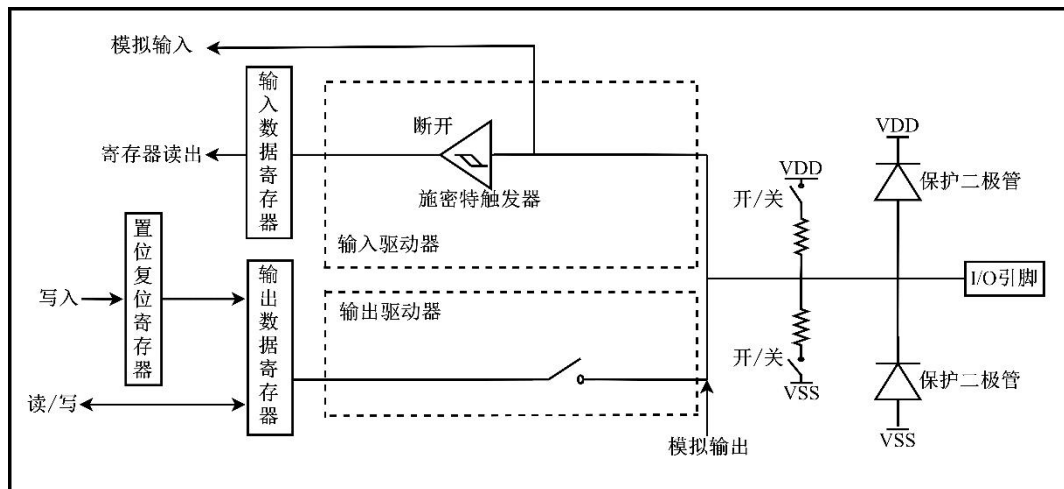 模拟输入
输入数据寄存器
断开
VDD
VDD
保护二极管
寄存器读出
施密特触发器
开/关
输入驱动器
置位复位寄存器
输出数据寄存器
I/O引脚
写入
输出驱动器
开/关
保护二极管
读/写
VSS
模拟输出
VSS